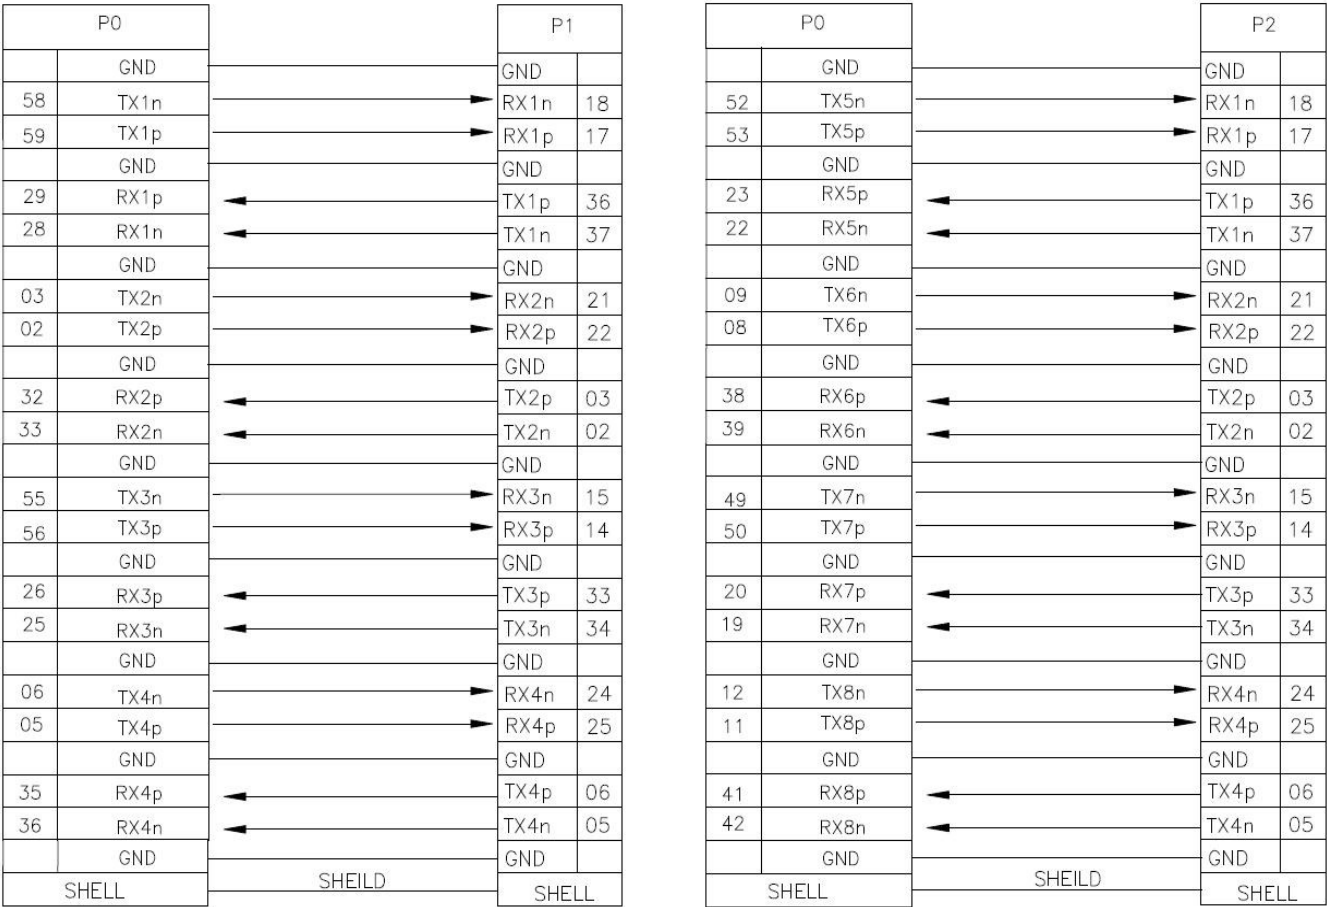 P0 P1
GND GND
58 TX1n RX1n 18
59 TX1p RX1p 17
GND GND
29 RX1p TX1p 36
28 RX1n TX1n 37
GND GND
03 TX2n RX2n 21
02 TX2p RX2p 22
GND GND
32 RX2p TX2p 03
33 RX2n TX2n 02
GND GND
55 TX3n RX3n 15
56 TX3p RX3p 14
GND GND
26 RX3p TX3p 33
25 RX3n TX3n 34
GND GND
06 TX4n RX4n 24
05 TX4p RX4p 25
GND GND
35 RX4p TX4p 06
36 RX4n TX4n 05
GND GND
SHELL SHEILD SHELL
P0 P2
GND GND
52 TX5n RX1n 18
53 TX5p RX1p 17
GND GND
23 RX5p TX1p 36
22 RX5n TX1n 37
GND GND
09 TX6n RX2n 21
08 TX6p RX2p 22
GND GND
38 RX6p TX2p 03
39 RX6n TX2n 02
GND GND
49 TX7n RX3n 15
50 TX7p RX3p 14
GND GND
20 RX7p TX3p 33
19 RX7n TX3n 34
GND GND
12 TX8n RX4n 24
11 TX8p RX4p 25
GND GND
41 RX8p TX4p 06
42 RX8n TX4n 05
GND GND
SHELL SHEILD SHELL